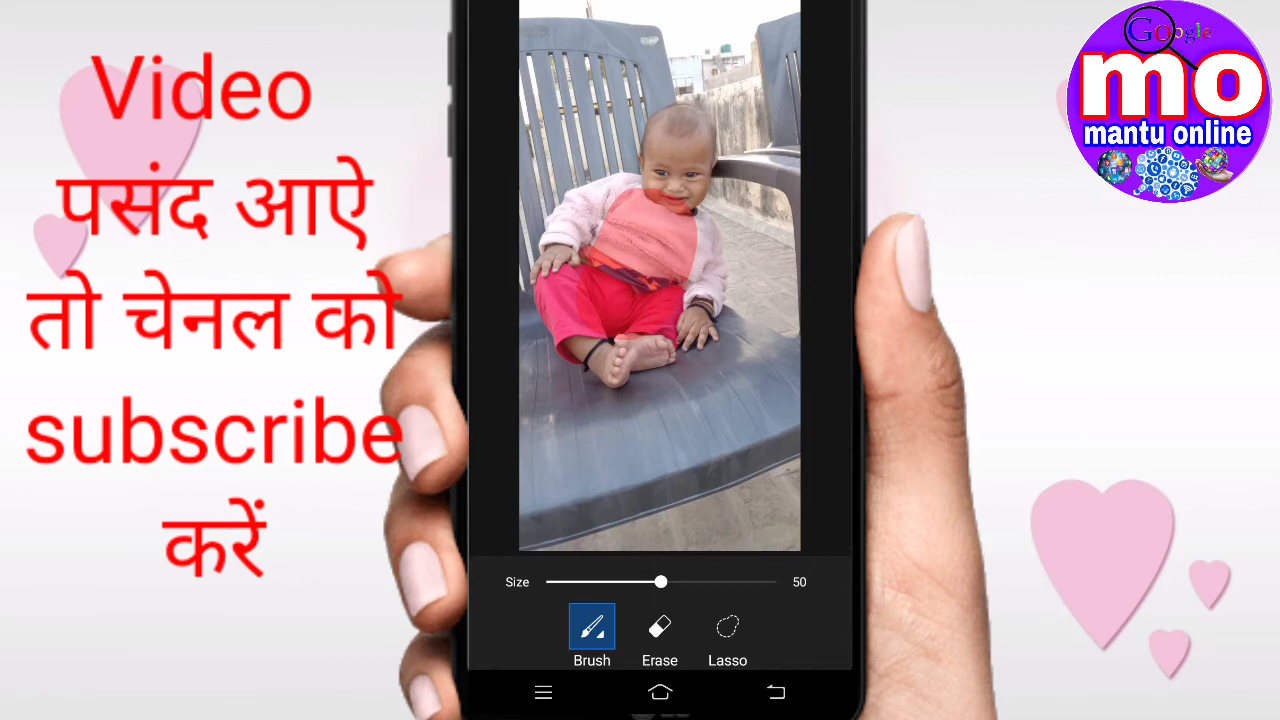 Video
पसंद आऐ
तो चेनल को
subscribe
करें
Google
mo
mantu online
Size
50
Brush
Erase
Lasso